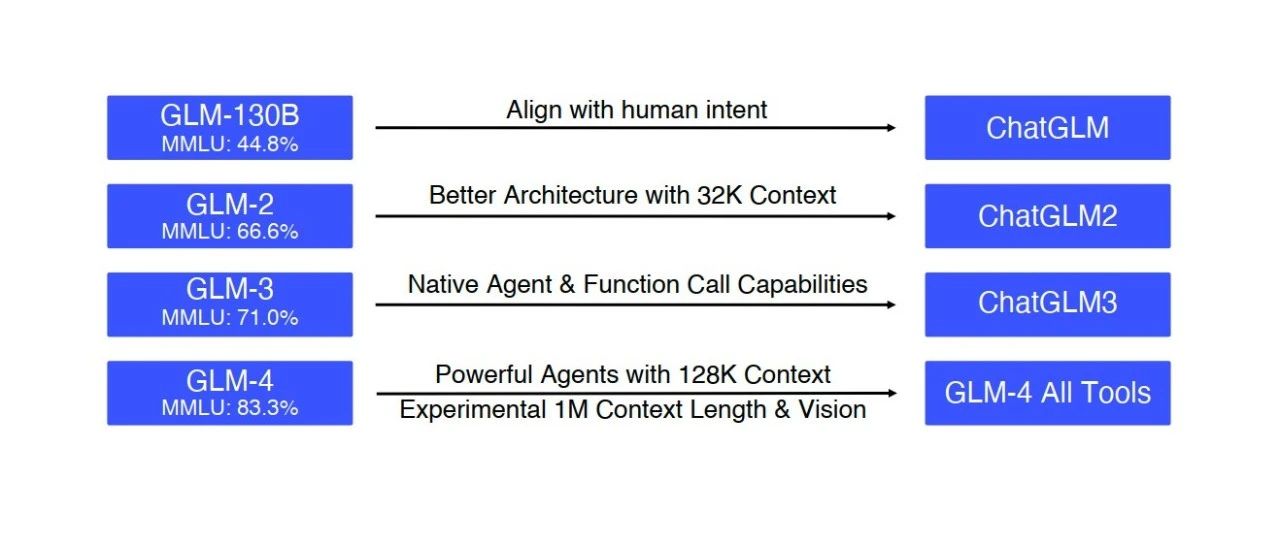 GLM-130B
MMLU: 44.8%
Align with human intent
ChatGLM
GLM-2
MMLU: 66.6%
Better Architecture with 32K Context
ChatGLM2
GLM-3
MMLU: 71.0%
Native Agent & Function Call Capabilities
ChatGLM3
GLM-4
MMLU: 83.3%
Powerful Agents with 128K Context
Experimental 1M Context Length & Vision
GLM-4 All Tools